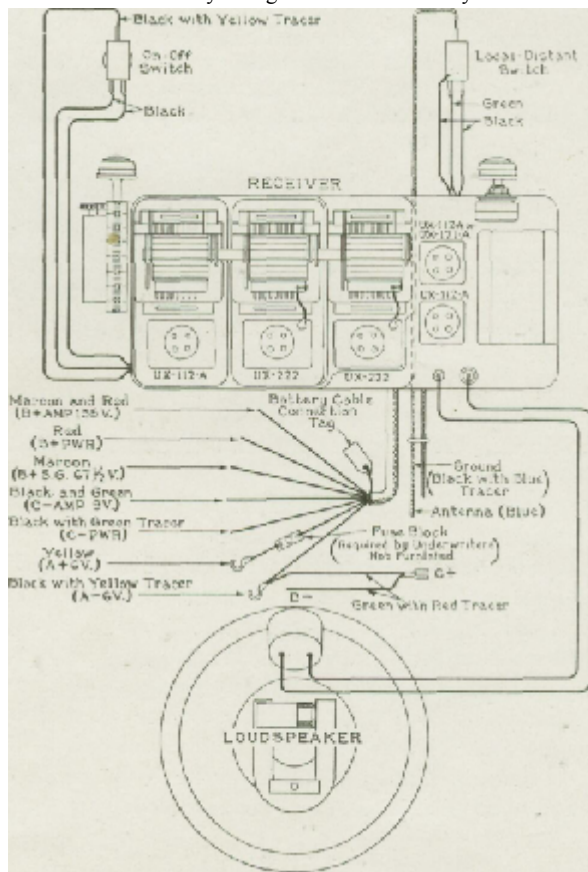 Black with Yellow Tracer
On-Off
Switch
Black
Local-Distant
Switch
Green
Black
RECEIVER
UX-112A or
UX-171-A
UX-112-A
UX-112-A
UX-222
UX-222
Maroon and Red
(B+AMP 135V.)
Red
(B+PWR)
Maroon
(B+S.G. 67½V.)
Black and Green
(C-AMP 9V.)
Black with Green Tracer
(C-PWR)
Yellow
(A+6V.)
Black with Yellow Tracer
(A-6V.)
Battery Cable
Connection
Tag
Ground
(Black with Blue
Tracer)
Antenna (Blue)
Fuse Block
(Required by Underwriters
Not Furnished)
C+
B-
Green with Red Tracer
LOUDSPEAKER